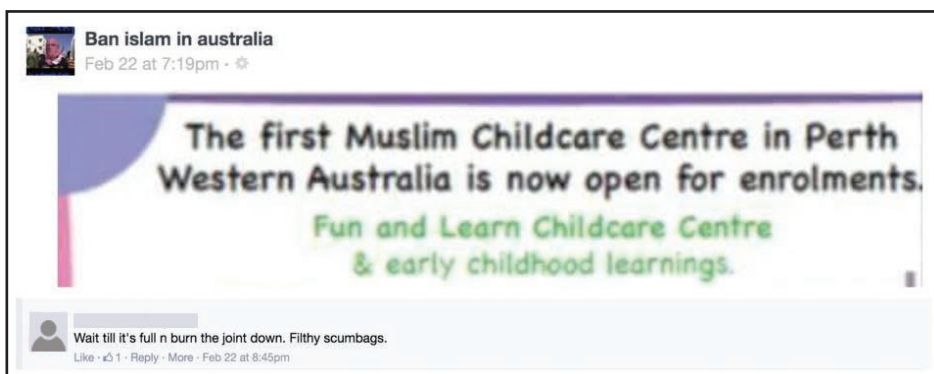 Ban islam in australia
Feb 22 at 7:19pm ·
The first Muslim Childcare Centre in Perth
Western Australia is now open for enrolments.
Fun and Learn Childcare Centre
& early childhood learnings.
Wait till it's full n burn the joint down. Filthy scumbags.
Like · 1 · Reply · More · Feb 22 at 8:45pm